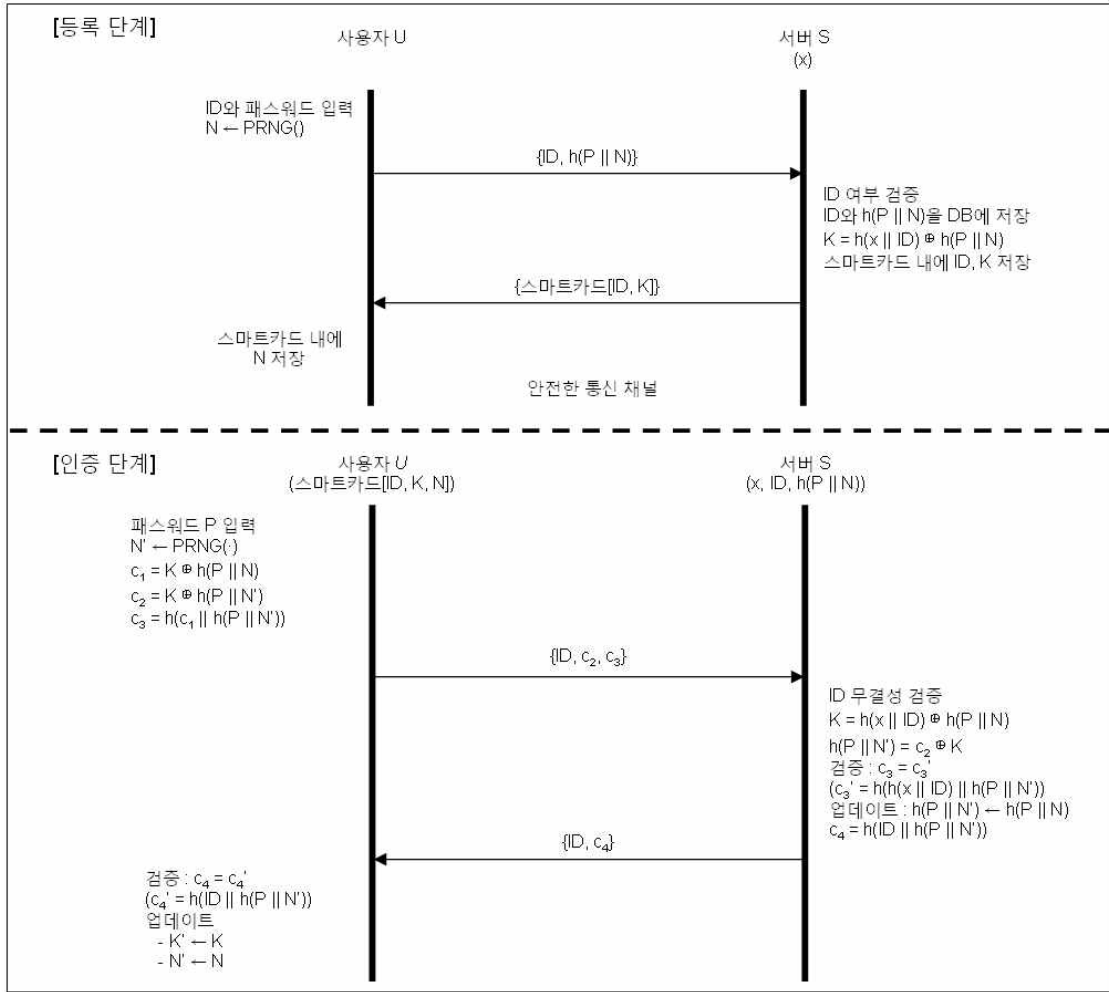 [등록 단계]
사용자 U
서버 S
(x)
ID와 패스워드 입력
N ← PRNG()
{ID, h(P || N)}
ID 여부 검증
ID와 h(P || N)을 DB에 저장
K = h(x || ID) ⊕ h(P || N)
스마트카드 내에 ID, K 저장
{스마트카드[ID, K]}
스마트카드 내에
N 저장
안전한 통신 채널
[인증 단계]
사용자 U
(스마트카드[ID, K, N])
서버 S
(x, ID, h(P || N))
패스워드 P 입력
N' ← PRNG(·)
c₁ = K ⊕ h(P || N)
c₂ = K ⊕ h(P || N')
c₃ = h(c₁ || h(P || N'))
{ID, c₂, c₃}
ID 무결성 검증
K = h(x || ID) ⊕ h(P || N)
h(P || N') = c₂ ⊕ K
검증 : c₃ = c₃'
(c₃' = h(h(x || ID) || h(P || N'))
업데이트 : h(P || N') ← h(P || N)
c₄ = h(ID || h(P || N'))
{ID, c₄}
검증 : c₄ = c₄'
(c₄' = h(ID || h(P || N'))
업데이트
- K' ← K
- N' ← N